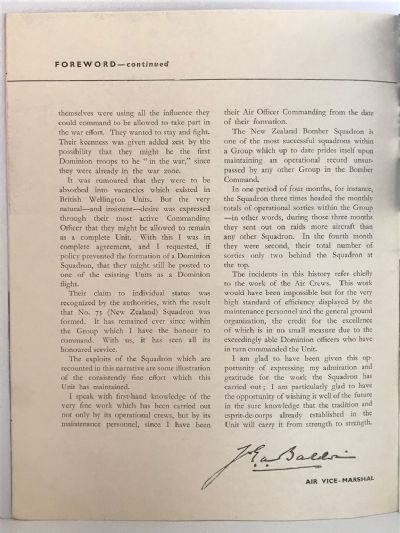 FOREWORD—continued
themselves were using all the influence they
could command to be allowed to take part in
the war effort. They wanted to stay and fight.
Their keenness was given added zest by the
possibility that they might be the first
Dominion troops to be "in the war," since
they were already in the war zone.
It was rumoured that they were to be
absorbed into vacancies which existed in
British Wellington Units. But the very
natural—and insistent—desire was expressed
through their most active Commanding
Officer that they might be allowed to remain
as a complete Unit. With this I was
in complete agreement, and I requested, if
policy prevented the formation of a Dominion
Squadron, that they might still be posted to
one of the existing Units as a Dominion
flight.
Their claim to individual status was
recognized by the authorities, with the result
that No. 75 (New Zealand) Squadron was
formed. It has remained ever since within
the Group which I have the honour to
command. With us, it has seen all its
honoured service.
The exploits of the Squadron which are
recounted in this narrative are some illustration
of the consistently fine effort which this
Unit has maintained.
I speak with first-hand knowledge of the
very fine work which has been carried out
not only by its operational crews, but by its
maintenance personnel, since I have been
their Air Officer Commanding from the date
of their formation.
The New Zealand Bomber Squadron is
one of the most successful squadrons within
a Group which up to date prides itself upon
maintaining an operational record unsur-
passed by any other Group in the Bomber
Command.
In one period of four months, for instance,
the Squadron three times headed the monthly
totals of operational sorties within the Group
—in other words, during those three months
they sent out on raids more aircraft than
any other Squadron. In the fourth month
they were second, their total number of
sorties only two behind the Squadron at
the top.
The incidents in this history refer chiefly
to the work of the Air Crews. This work
would have been impossible but for the very
high standard of efficiency displayed by the
maintenance personnel and the general ground
organization, the credit for the excellence
of which is in no small measure due to the
exceedingly able Dominion officers who have
in turn commanded the Unit.
I am glad to have been given this op-
portunity of expressing my admiration and
gratitude for the work the Squadron has
carried out; I am particularly glad to have
the opportunity of wishing it well of the future
in the sure knowledge that the tradition and
esprit-de-corps already established in the
Unit will carry it from strength to strength.
AIR VICE-MARSHAL